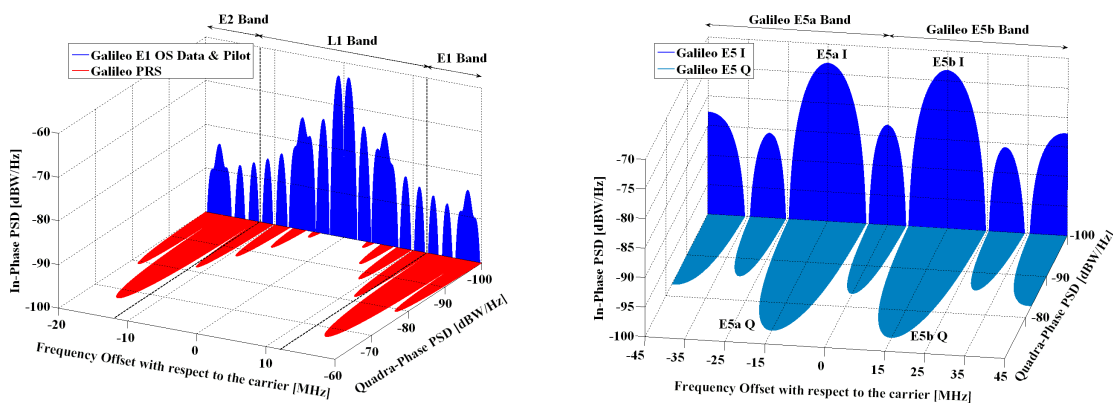 E2 Band
L1 Band
E1 Band
Galileo E1 OS Data & Pilot
Galileo PRS
-60
-70
-80
-90
-100
In-Phase PSD [dBW/Hz]
-20
-10
0
10
-60
Frequency Offset with respect to the carrier [MHz]
-70
-80
-90
-100
Quadra-Phase PSD [dBW/Hz]
Galileo E5a Band
Galileo E5b Band
Galileo E5 I
Galileo E5 Q
E5a I
E5b I
E5a Q
E5b Q
-70
-75
-80
-85
-90
-95
-100
In-Phase PSD [dBW/Hz]
-45
-35
-25
-15
0
15
25
35
45
Frequency Offset with respect to the carrier [MHz]
-80
-90
-100
Quadra-Phase PSD [dBW/Hz]